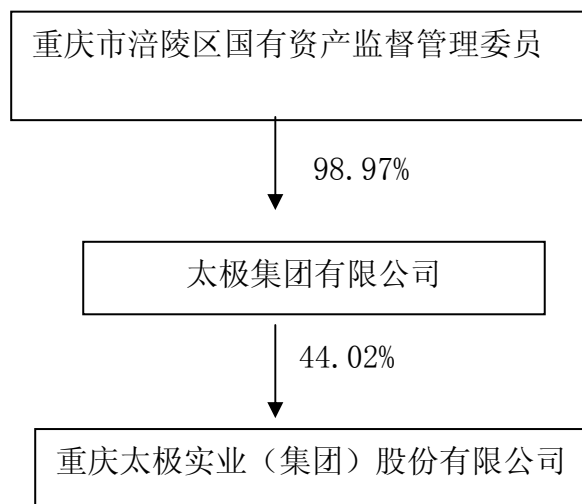 重庆市涪陵区国有资产监督管理委员
98.97%
太极集团有限公司
44.02%
重庆太极实业（集团）股份有限公司